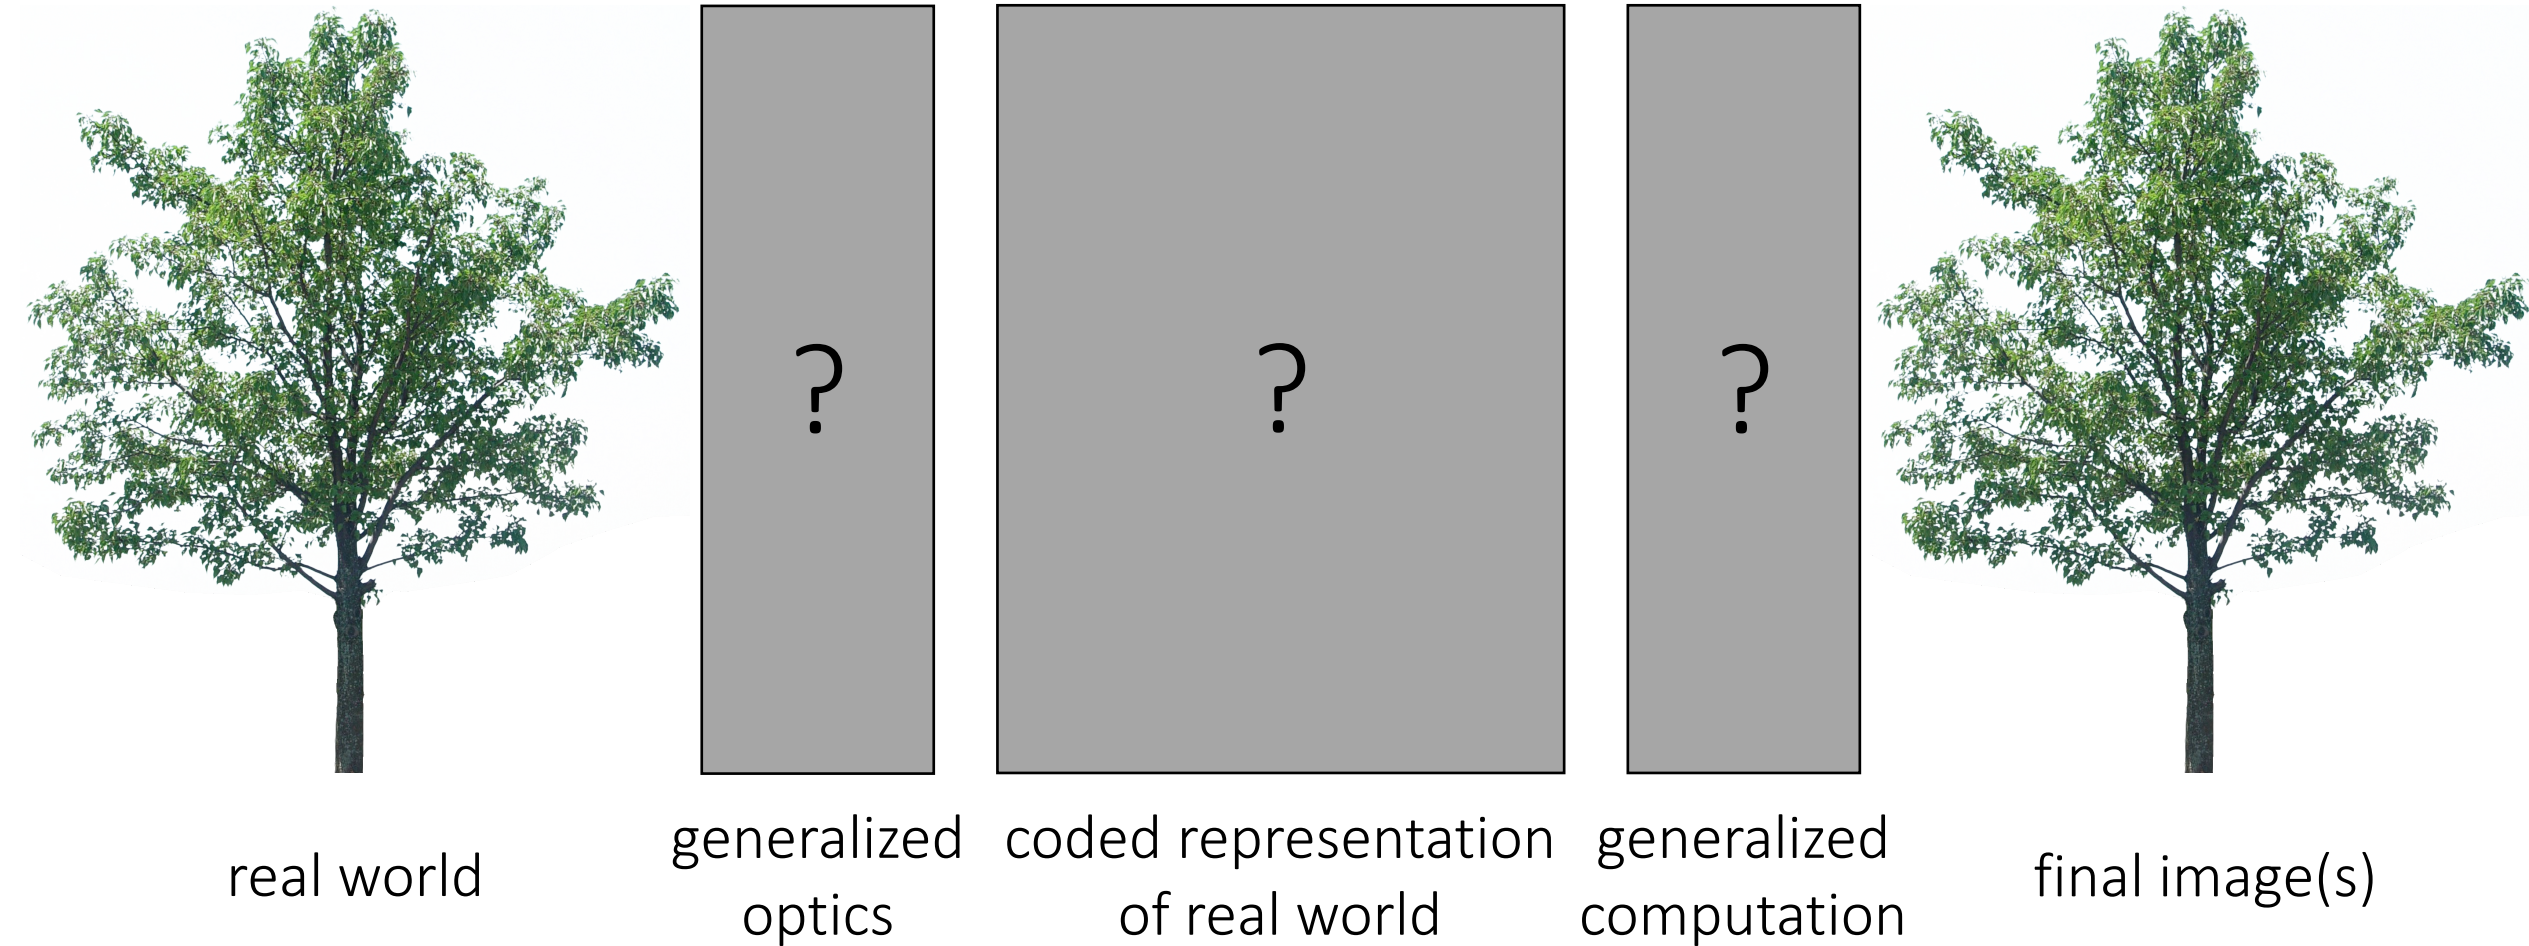 ?
?
?
real world
generalized
optics
coded representation
of real world
generalized
computation
final image(s)